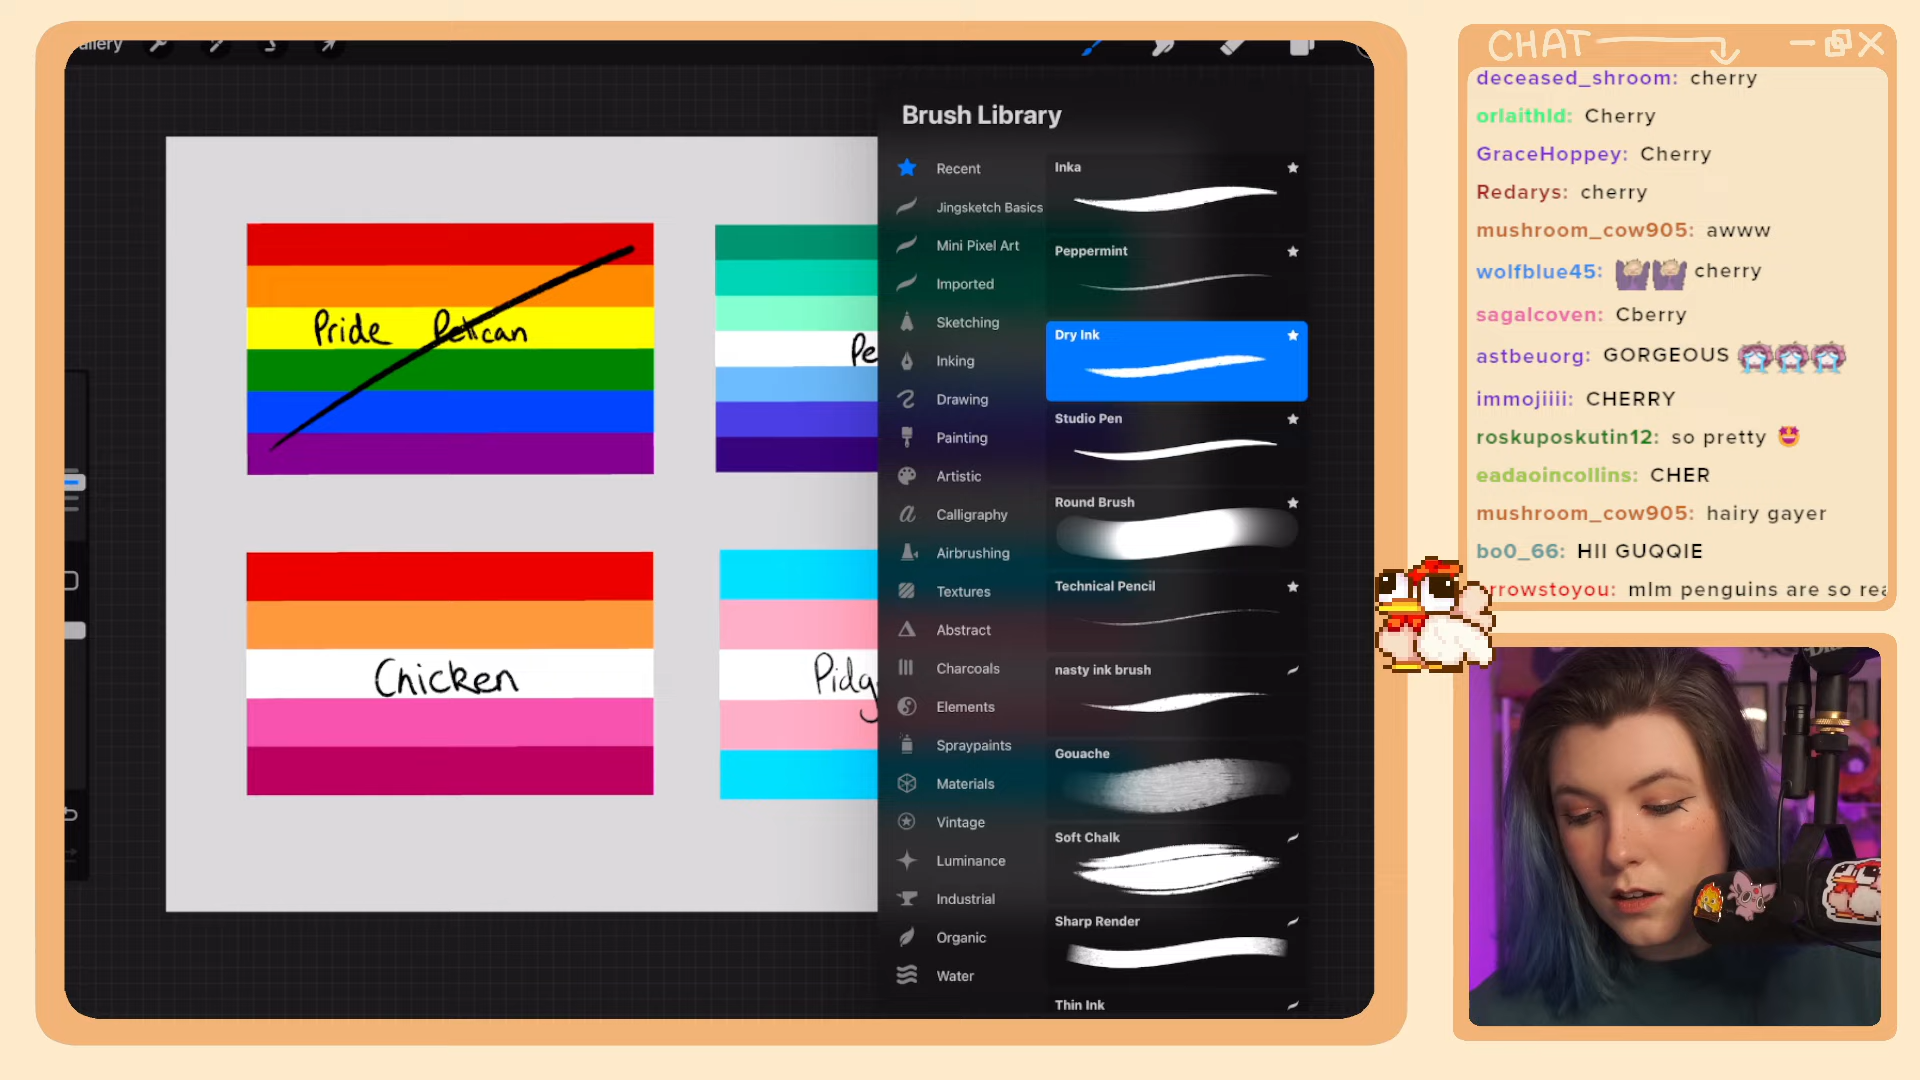 Gallery
Pride Pelican
Pe
Chicken
Pidg
Brush Library
Recent
Jingsketch Basics
Mini Pixel Art
Imported
Sketching
Inking
Drawing
Painting
Artistic
Calligraphy
Airbrushing
Textures
Abstract
Charcoals
Elements
Spraypaints
Materials
Vintage
Luminance
Industrial
Organic
Water
Inka
Peppermint
Dry Ink
Studio Pen
Round Brush
Technical Pencil
nasty ink brush
Gouache
Soft Chalk
Sharp Render
Thin Ink
CHAT
deceased_shroom: cherry
orlaithld: Cherry
GraceHoppey: Cherry
Redarys: cherry
mushroom_cow905: awww
wolfblue45: cherry
sagalcoven: Cberry
astbeuorg: GORGEOUS
immojiiii: CHERRY
roskuposkutin12: so pretty 🤩
eadaoincollins: CHER
mushroom_cow905: hairy gayer
bo0_66: HII GUQQIE
rrowstoyou: mlm penguins are so rea